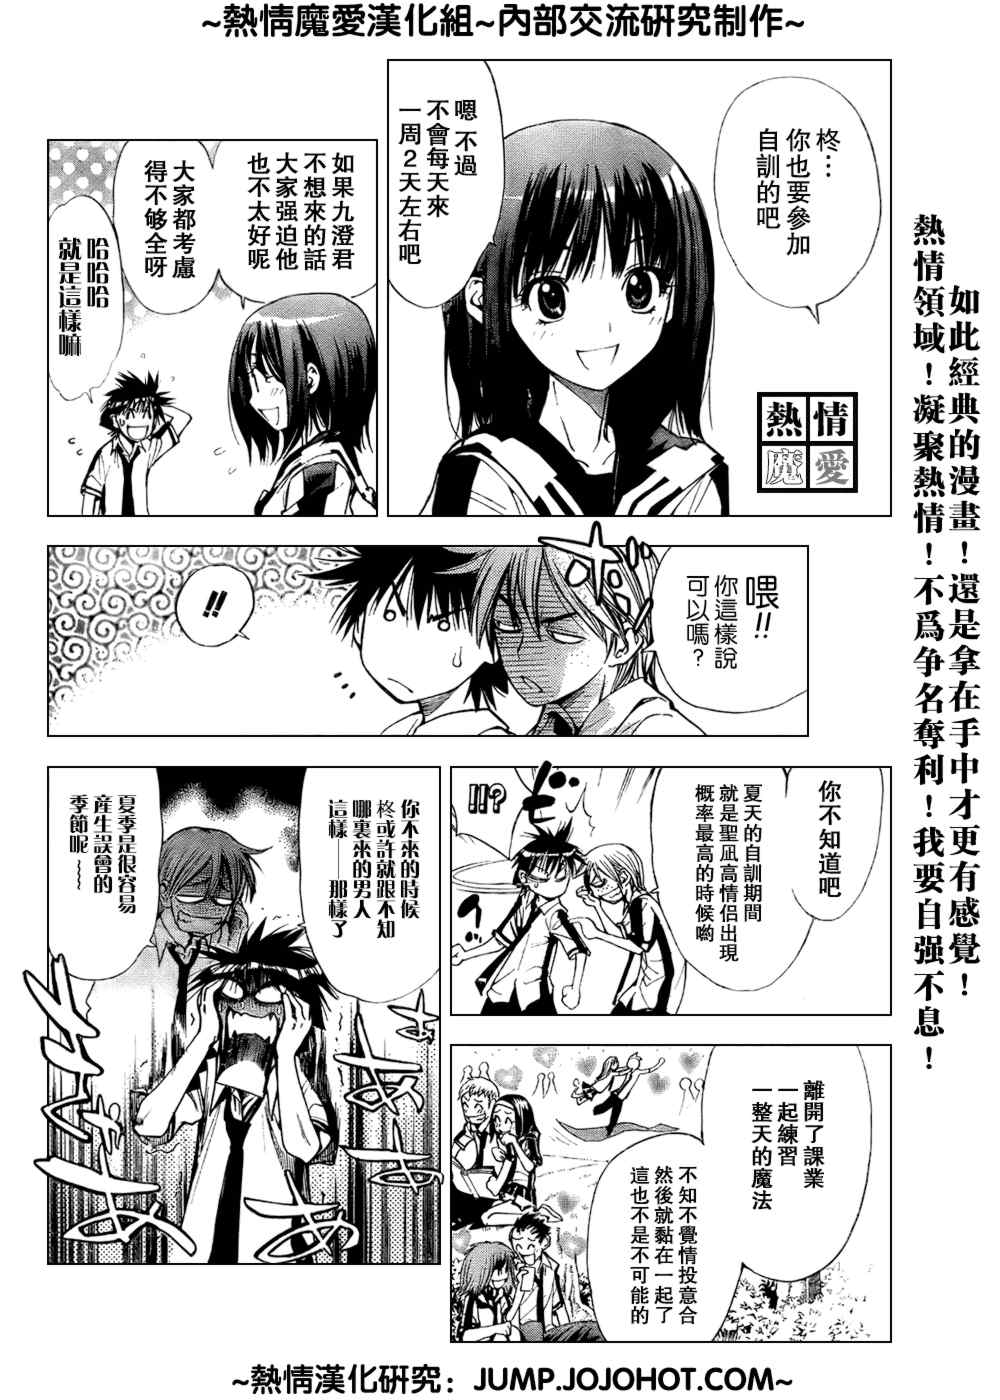 ~熱情魔愛漢化組~內部交流研究制作~
柊…
你也要參加
自訓的吧
嗯 不過
不會每天來
一周2天左右吧
熱情
魔愛
如果九澄君
不想來的話
大家强迫他
也不太好呢
大家都考慮
得不够全呀
哈哈哈
就是這樣嘛
喂!!
你這樣說
可以嗎?
!!
你不知道吧
夏天的自訓期間
就是聖凪高情侣出現
概率最高的時候喲
!!?
離開了課業
一起練習
一整天的魔法
不知不覺情投意合
然後就黏在一起了
這也不是不可能的
你不來的時候
柊或許就跟不知
哪裏來的男人
這樣——那樣了
夏季是很容易
産生誤會的
季節呢~~
あああ
あああ
如此經典的漫畫！還是拿在手中才更有感覺！
熱情領域！凝聚熱情！不爲争名奪利！我要自强不息！
~熱情漢化研究：JUMP.JOJOHOT.COM~